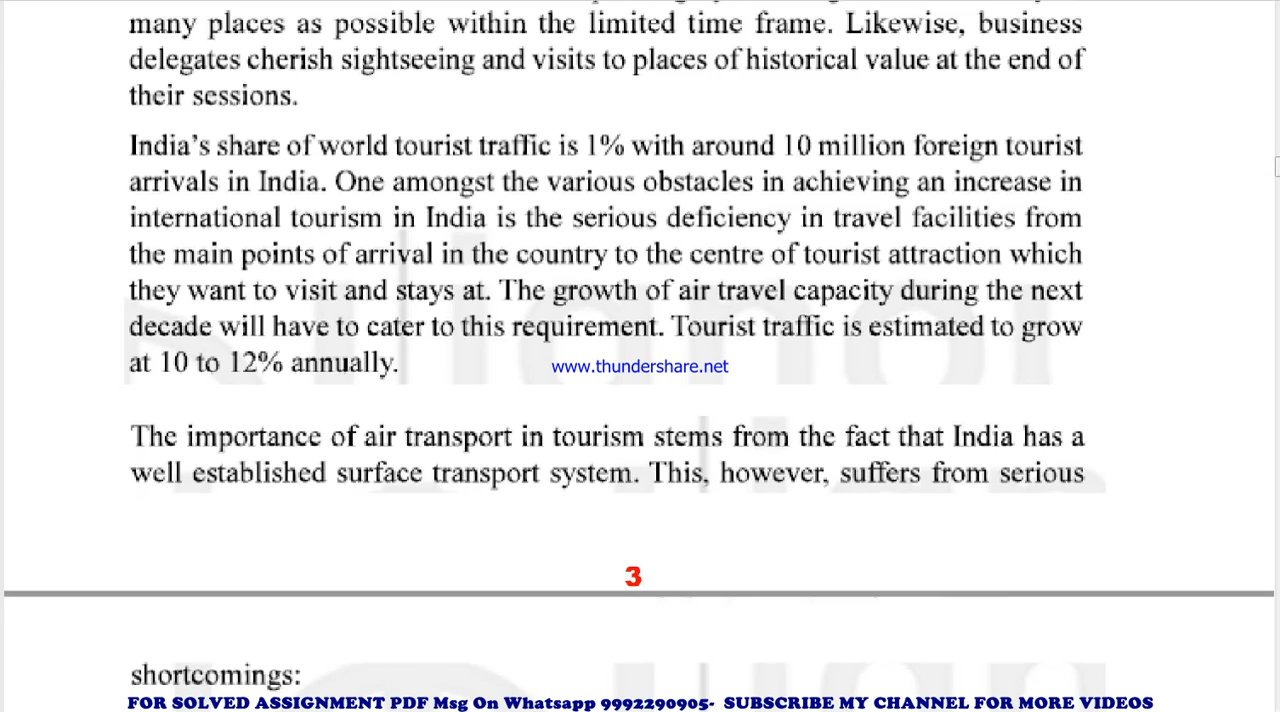 many places as possible within the limited time frame. Likewise, business
delegates cherish sightseeing and visits to places of historical value at the end of
their sessions.
India's share of world tourist traffic is 1% with around 10 million foreign tourist
arrivals in India. One amongst the various obstacles in achieving an increase in
international tourism in India is the serious deficiency in travel facilities from
the main points of arrival in the country to the centre of tourist attraction which
they want to visit and stays at. The growth of air travel capacity during the next
decade will have to cater to this requirement. Tourist traffic is estimated to grow
at 10 to 12% annually.
www.thundershare.net
The importance of air transport in tourism stems from the fact that India has a
well established surface transport system. This, however, suffers from serious
3
shortcomings:
FOR SOLVED ASSIGNMENT PDF Msg On Whatsapp 9992290905- SUBSCRIBE MY CHANNEL FOR MORE VIDEOS